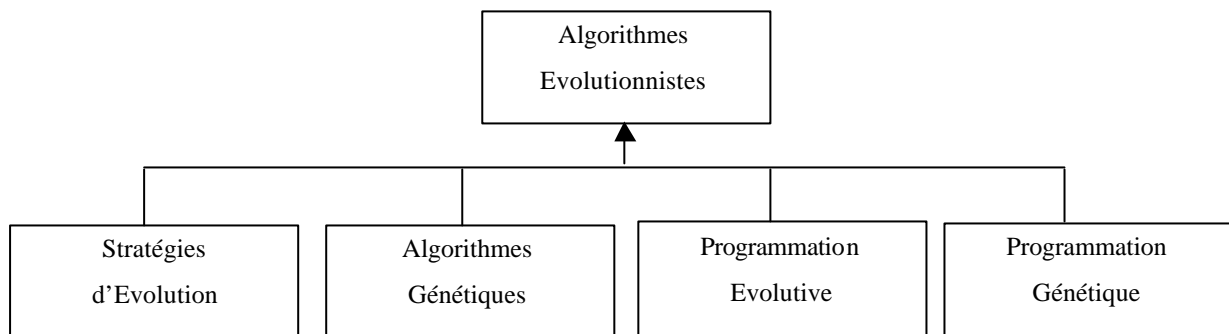 Algorithmes
Evolutionnistes
Stratégies
d’Evolution
Algorithmes
Génétiques
Programmation
Evolutive
Programmation
Génétique